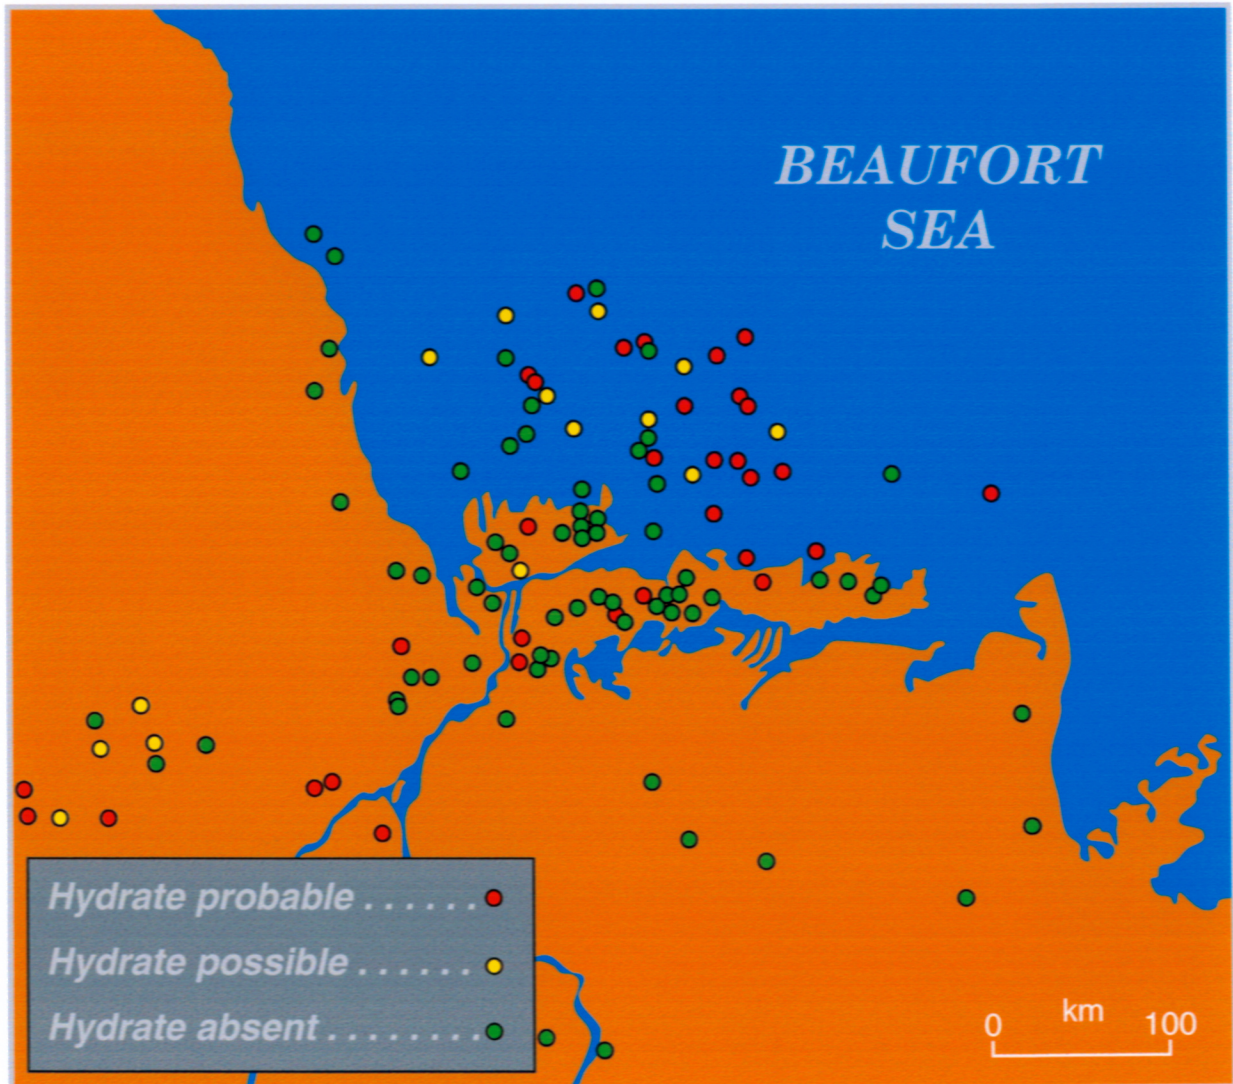 BEAUFORT
SEA
Hydrate probable ......
Hydrate possible ......
Hydrate absent ........
km
0 100